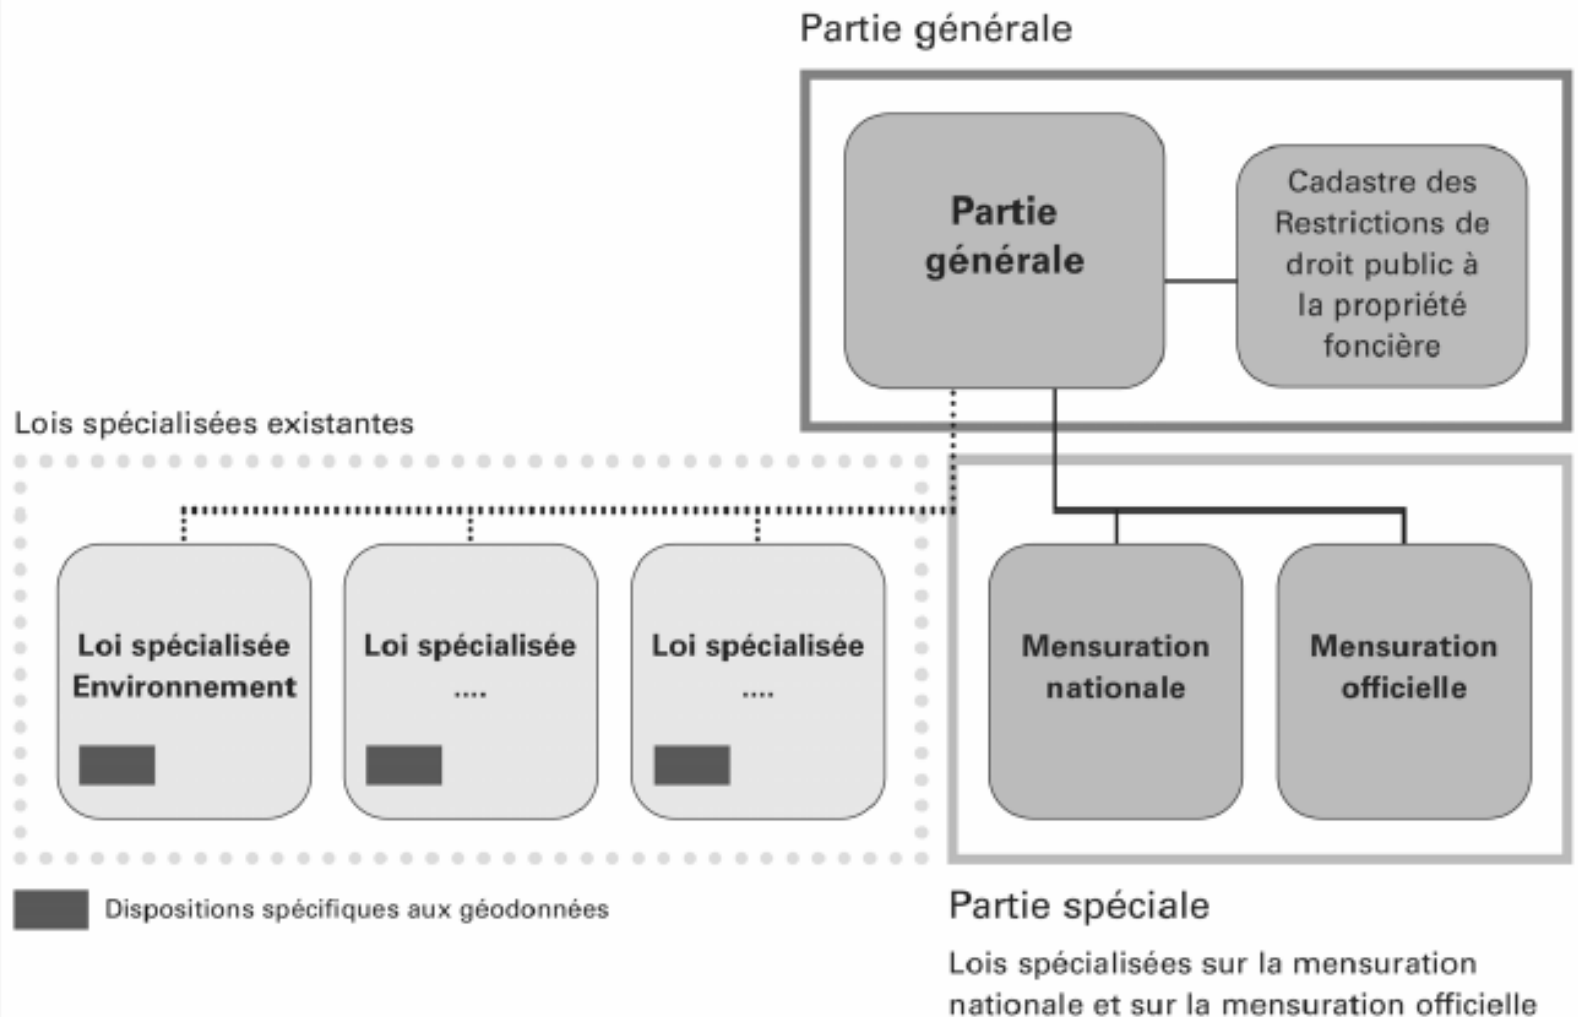 Partie générale
Partie
générale
Cadastre des
Restrictions de
droit public à
la propriété
foncière
Lois spécialisées existantes
Loi spécialisée
Environnement
Loi spécialisée
....
Loi spécialisée
....
Mensuration
nationale
Mensuration
officielle
Dispositions spécifiques aux géodonnées
Partie spéciale
Lois spécialisées sur la mensuration
nationale et sur la mensuration officielle